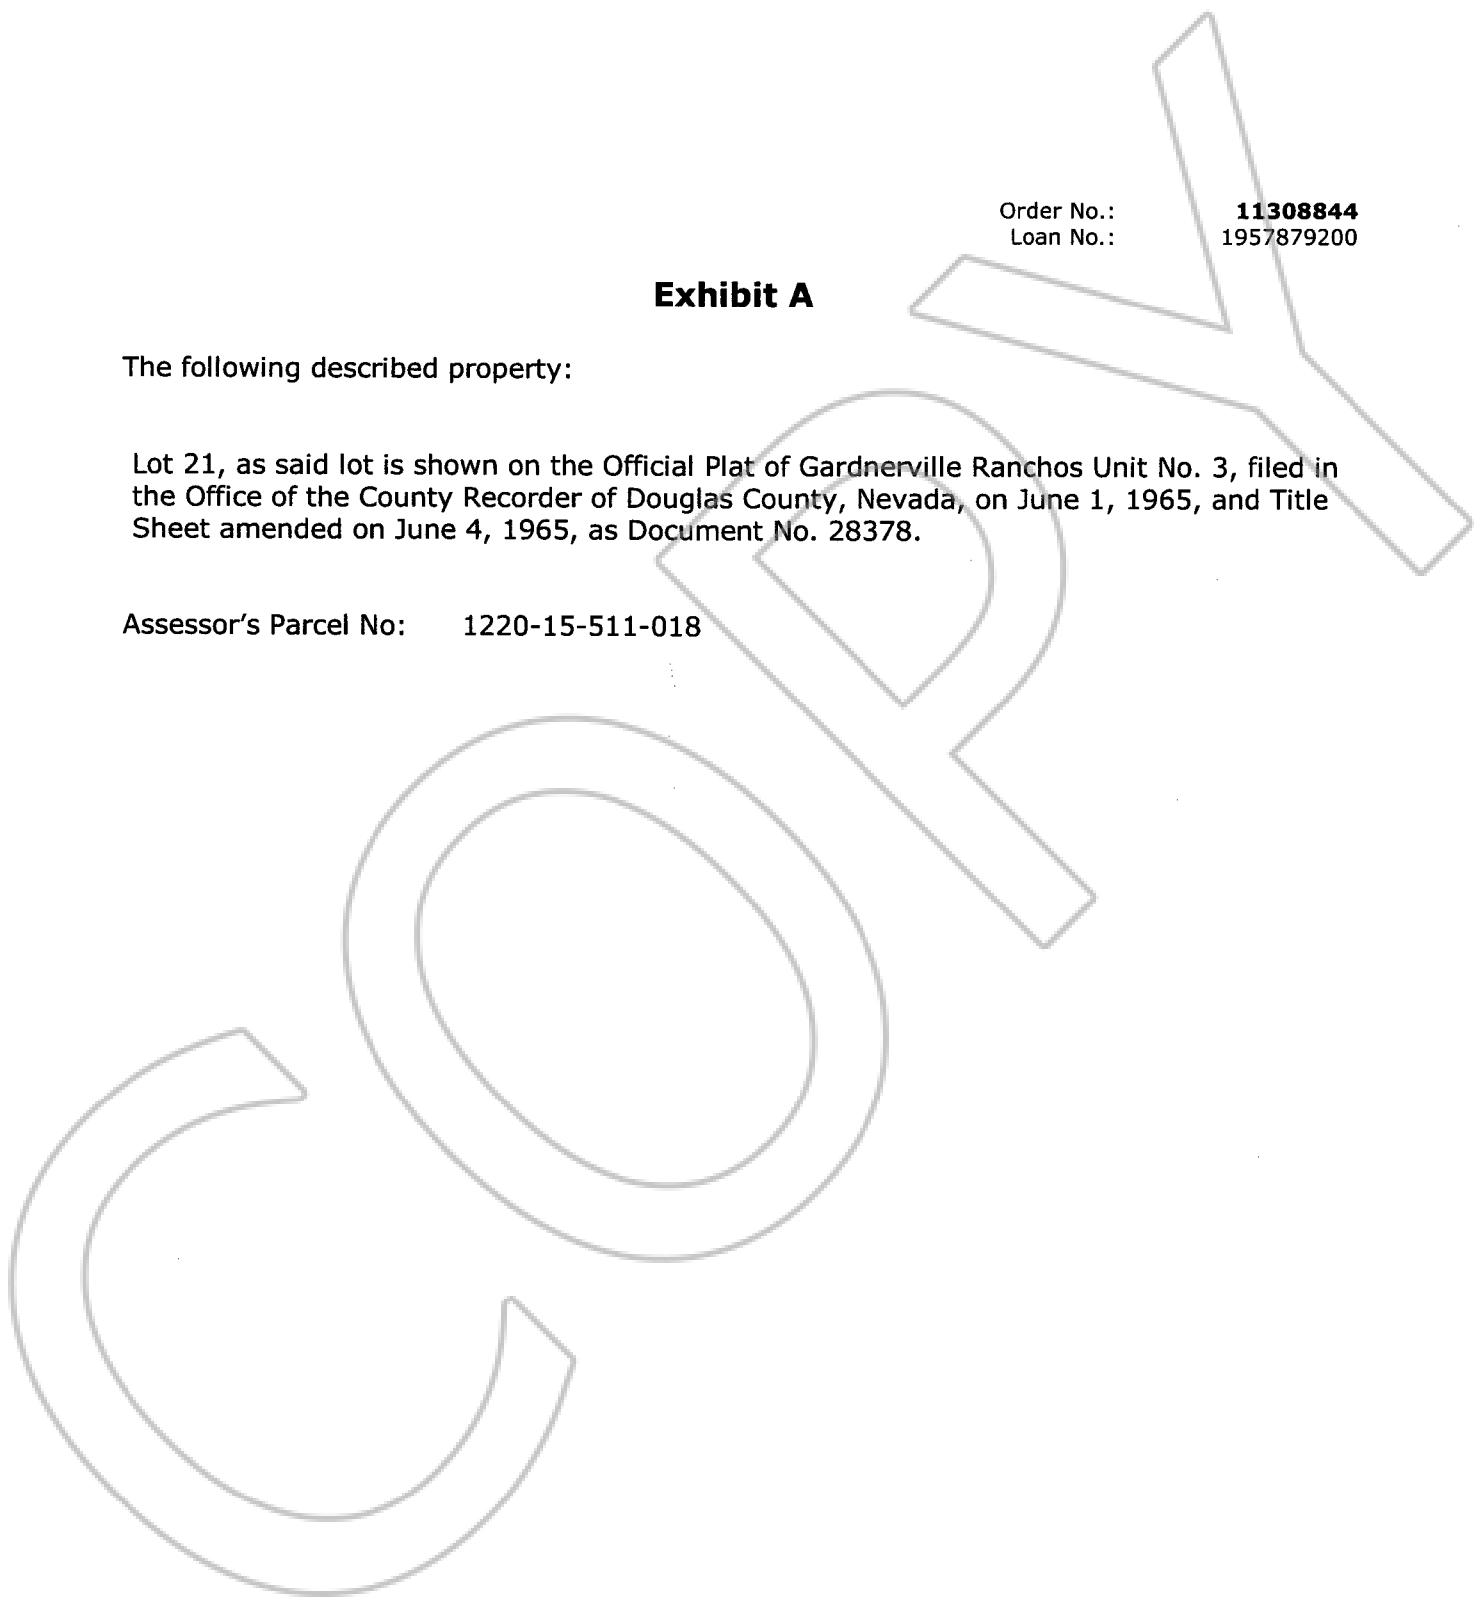 Order No.: 11308844
Loan No.: 1957879200
Exhibit A
The following described property:
Lot 21, as said lot is shown on the Official Plat of Gardnerville Ranchos Unit No. 3, filed in
the Office of the County Recorder of Douglas County, Nevada, on June 1, 1965, and Title
Sheet amended on June 4, 1965, as Document No. 28378.
Assessor's Parcel No: 1220-15-511-018
COPY